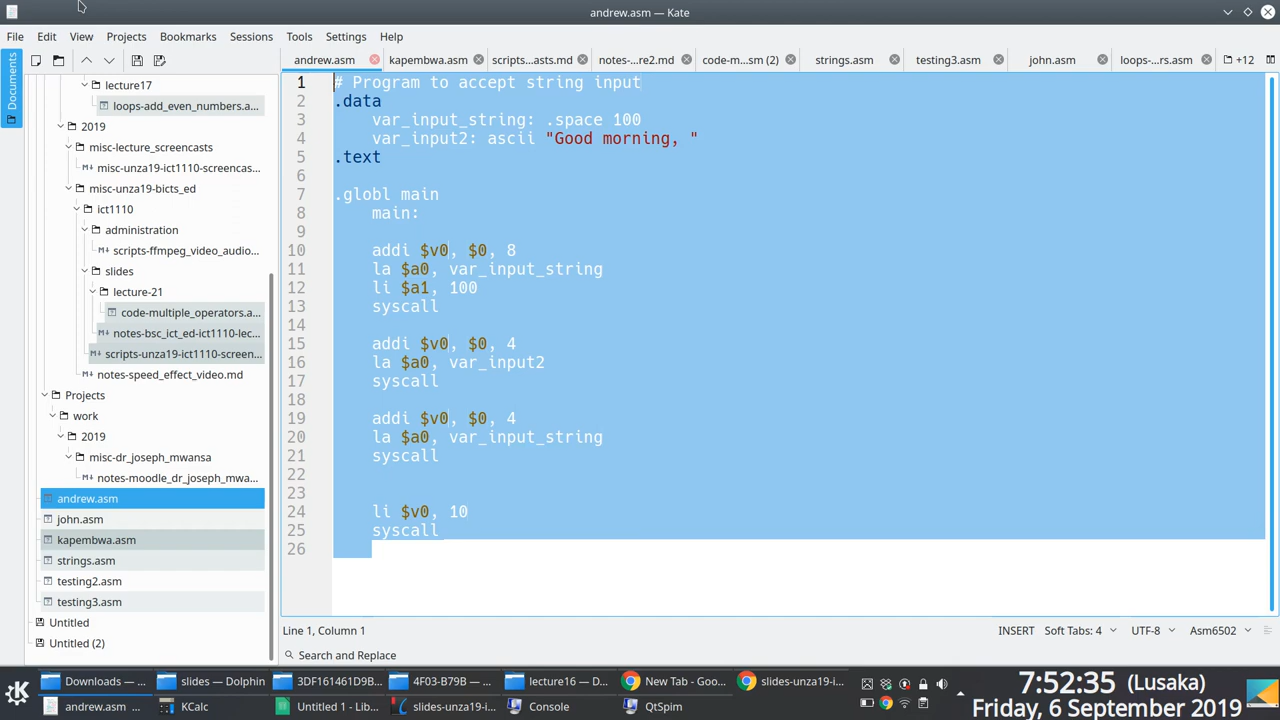 andrew.asm — Kate
File Edit View Projects Bookmarks Sessions Tools Settings Help
andrew.asm kapembwa.asm scripts...asts.md notes-...re2.md code-m...sm (2) strings.asm testing3.asm john.asm loops-...rs.asm +12
Documents
lecture17
loops-add_even_numbers.a...
2019
misc-lecture_screencasts
misc-unza19-ict1110-screencas...
misc-unza19-bicts_ed
ict1110
administration
scripts-ffmpeg_video_audio...
slides
lecture-21
code-multiple_operators.a...
notes-bsc_ict_ed-ict1110-lec...
scripts-unza19-ict1110-screen...
notes-speed_effect_video.md
Projects
work
2019
misc-dr_joseph_mwansa
notes-moodle_dr_joseph_mwa...
andrew.asm
john.asm
kapembwa.asm
strings.asm
testing2.asm
testing3.asm
Untitled
Untitled (2)
1 # Program to accept string input
2 .data
3 var_input_string: .space 100
4 var_input2: ascii "Good morning, "
5 .text
6
7 .globl main
8 main:
9
10 addi $v0, $0, 8
11 la $a0, var_input_string
12 li $a1, 100
13 syscall
14
15 addi $v0, $0, 4
16 la $a0, var_input2
17 syscall
18
19 addi $v0, $0, 4
20 la $a0, var_input_string
21 syscall
22
23
24 li $v0, 10
25 syscall
26
Line 1, Column 1 INSERT Soft Tabs: 4 UTF-8 Asm6502
Search and Replace
Downloads — ... slides — Dolphin 3DF161461D9B... 4F03-B79B — ... lecture16 — D... New Tab - Goo... slides-unza19-i...
andrew.asm ... KCalc Untitled 1 - Lib... slides-unza19-i... Console QtSpim
7:52:35 (Lusaka)
Friday, 6 September 2019